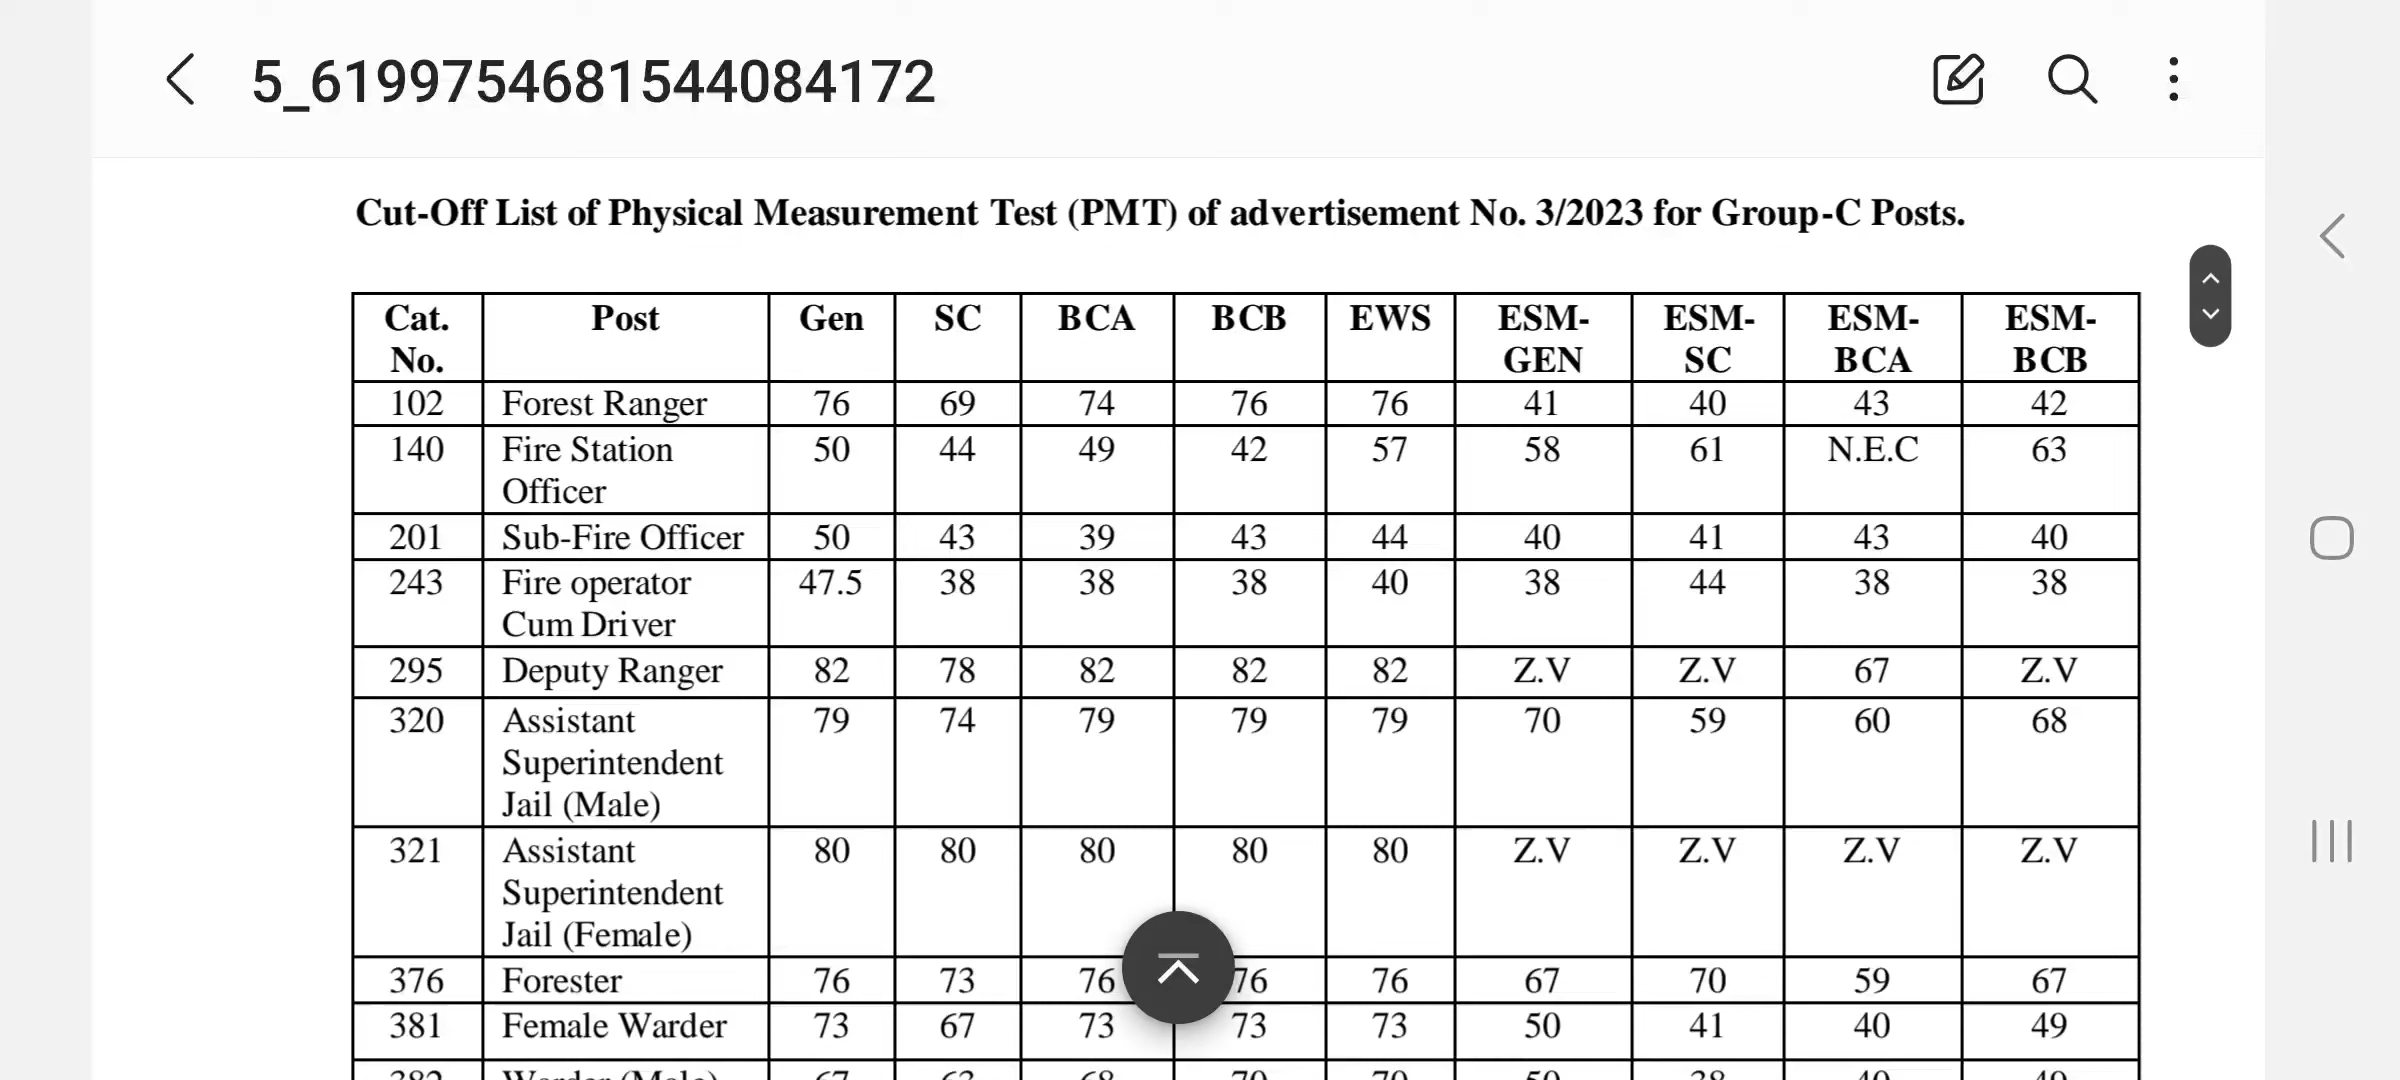 5_6199754681544084172
Cut-Off List of Physical Measurement Test (PMT) of advertisement No. 3/2023 for Group-C Posts.
Cat. No. Post Gen SC BCA BCB EWS ESM-GEN ESM-SC ESM-BCA ESM-BCB
102 Forest Ranger 76 69 74 76 76 41 40 43 42
140 Fire Station Officer 50 44 49 42 57 58 61 N.E.C 63
201 Sub-Fire Officer 50 43 39 43 44 40 41 43 40
243 Fire operator Cum Driver 47.5 38 38 38 40 38 44 38 38
295 Deputy Ranger 82 78 82 82 82 Z.V Z.V 67 Z.V
320 Assistant Superintendent Jail (Male) 79 74 79 79 79 70 59 60 68
321 Assistant Superintendent Jail (Female) 80 80 80 80 80 Z.V Z.V Z.V Z.V
376 Forester 76 73 76 76 76 67 70 59 67
381 Female Warder 73 67 73 73 73 50 41 40 49